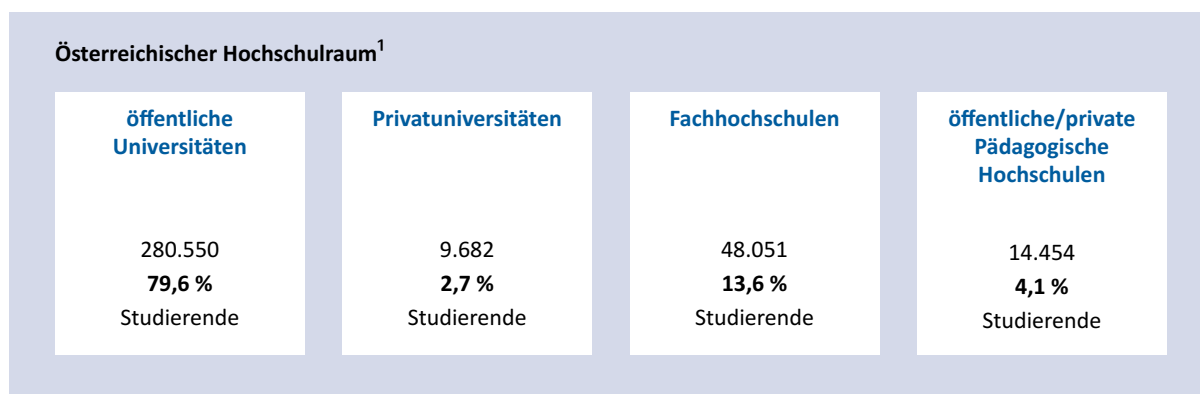 Österreichischer Hochschulraum¹
öffentliche
Universitäten
280.550
79,6 %
Studierende
Privatuniversitäten
9.682
2,7 %
Studierende
Fachhochschulen
48.051
13,6 %
Studierende
öffentliche/private
Pädagogische
Hochschulen
14.454
4,1 %
Studierende